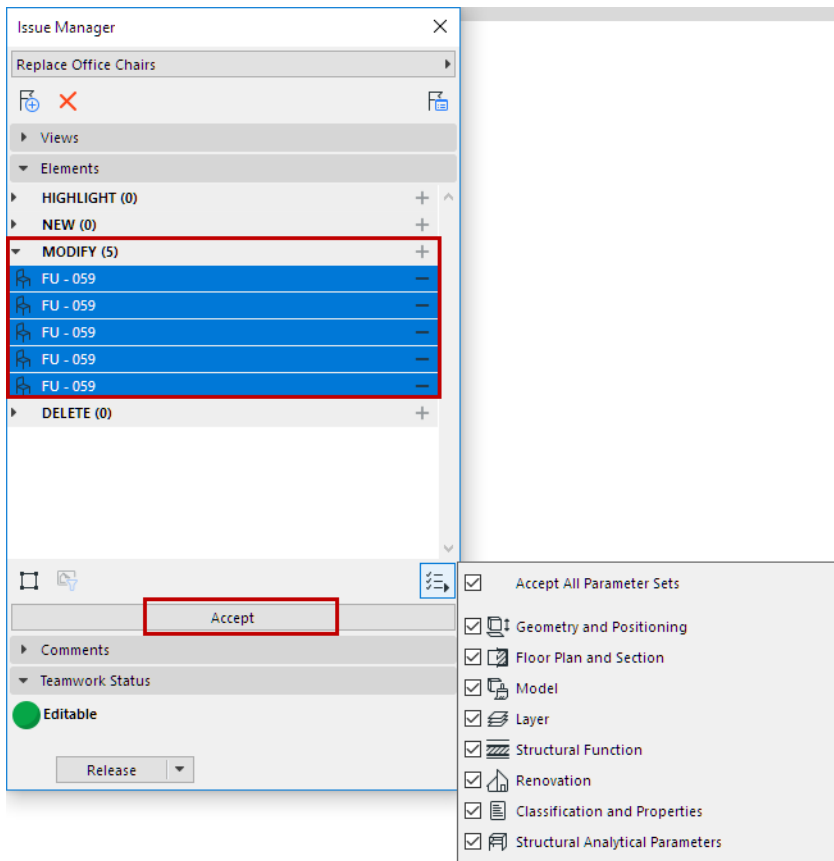 Issue Manager
Replace Office Chairs
Views
Elements
HIGHLIGHT (0)
NEW (0)
MODIFY (5)
FU - 059
FU - 059
FU - 059
FU - 059
FU - 059
DELETE (0)
Accept
Comments
Teamwork Status
Editable
Release
Accept All Parameter Sets
Geometry and Positioning
Floor Plan and Section
Model
Layer
Structural Function
Renovation
Classification and Properties
Structural Analytical Parameters